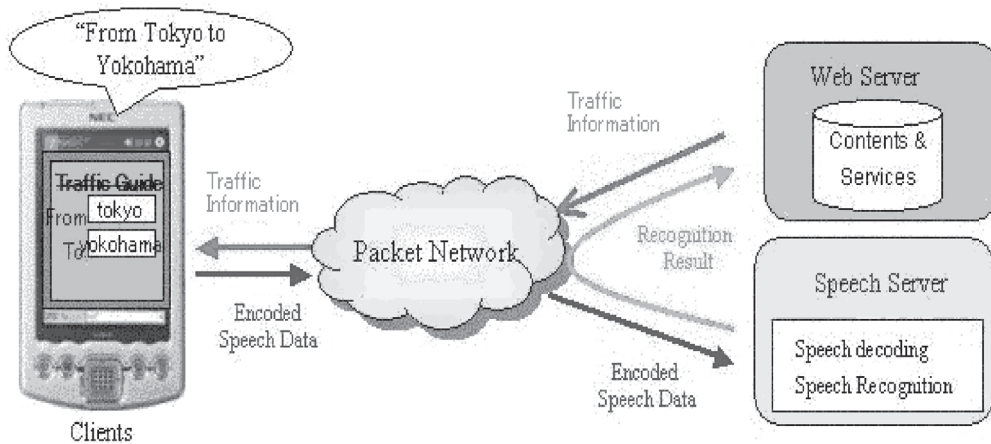 “From Tokyo to
Yokohama”
NEC
Traffic Guide
From
tokyo
To
yokohama
Clients
Traffic
Information
Encoded
Speech Data
Packet Network
Traffic
Information
Recognition
Result
Encoded
Speech Data
Web Server
Contents &
Services
Speech Server
Speech decoding
Speech Recognition